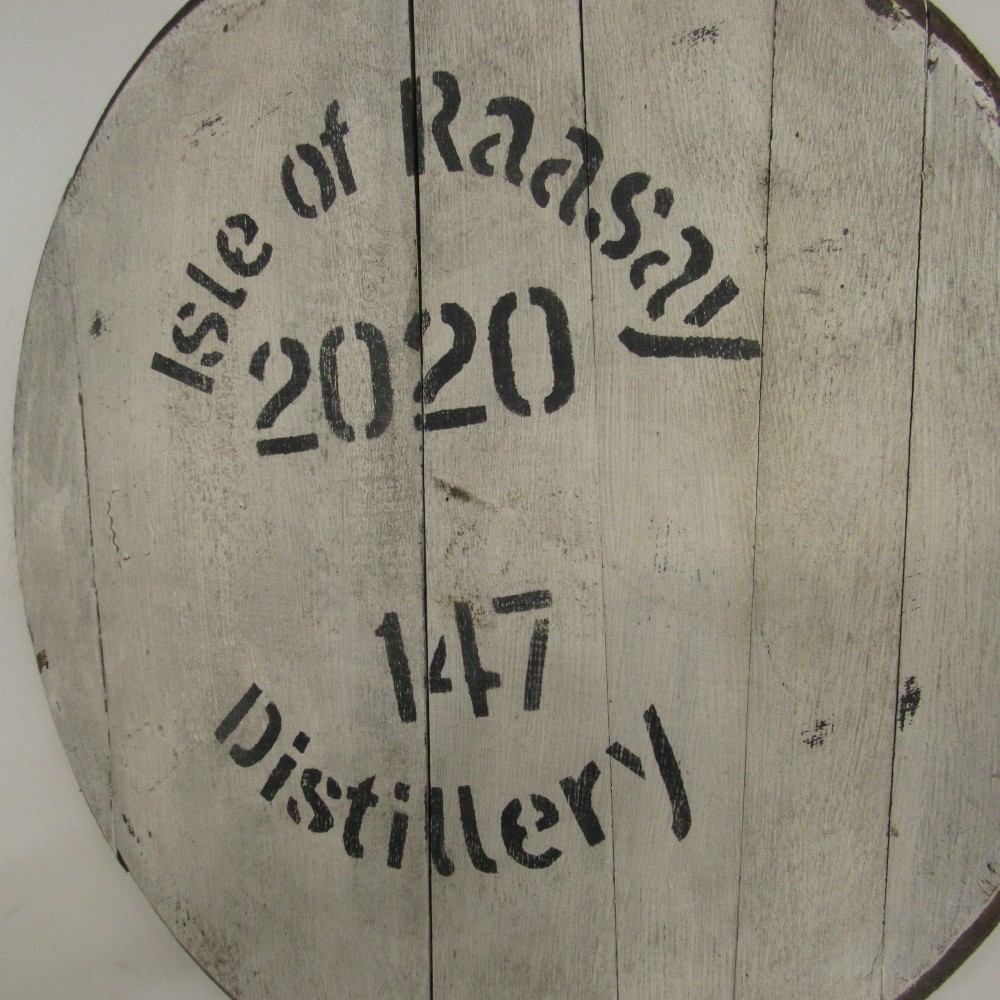 Isle of Raasay
2020
147
Distillery